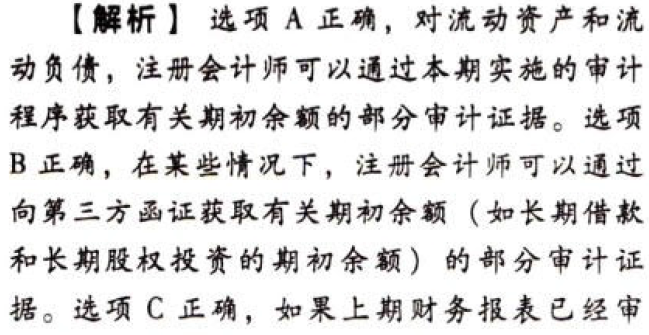 【解析】 选项 A 正确，对流动资产和流
动负债，注册会计师可以通过本期实施的审计
程序获取有关期初余额的部分审计证据。选项
B 正确，在某些情况下，注册会计师可以通过
向第三方函证获取有关期初余额（如长期借款
和长期股权投资的期初余额）的部分审计证
据。选项 C 正确，如果上期财务报表已经审